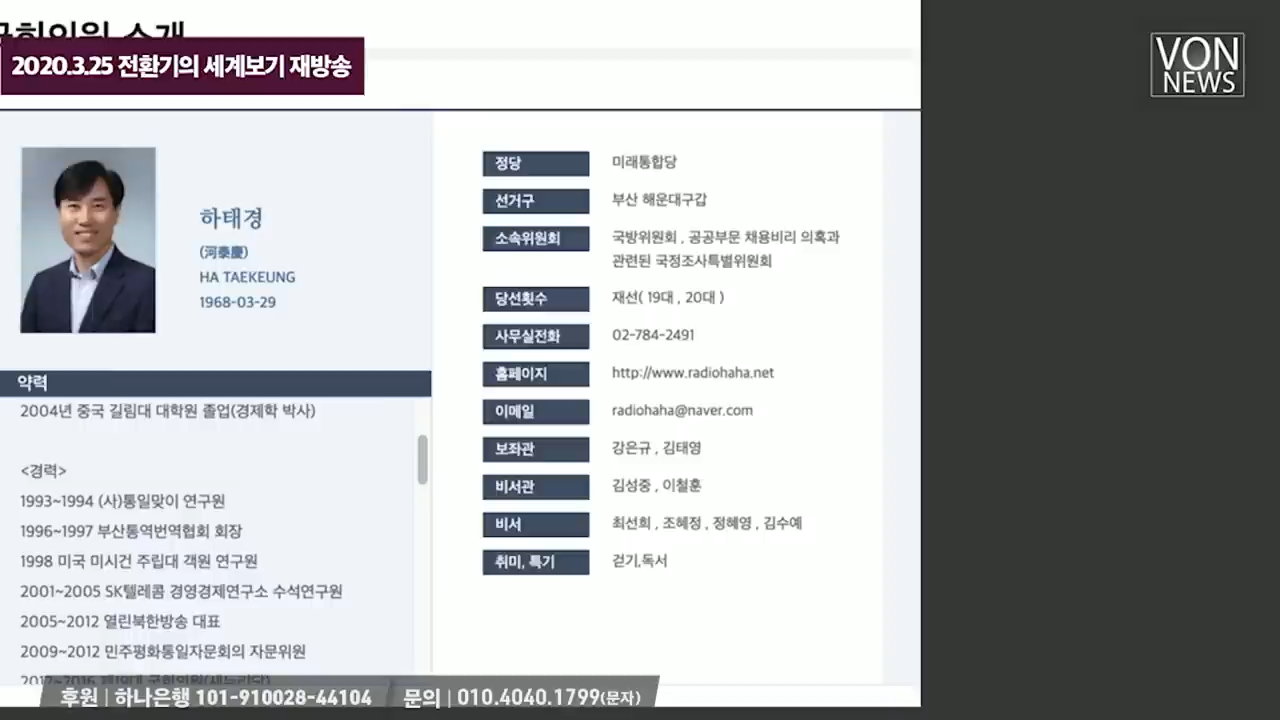 국회의원 소개
2020.3.25 전환기의 세계보기 재방송
VON
NEWS
하태경
(河泰慶)
HA TAEKEUNG
1968-03-29
약력
2004년 중국 길림대 대학원 졸업(경제학 박사)
<경력>
1993~1994 (사)통일맞이 연구원
1996~1997 부산통역번역협회 회장
1998 미국 미시건 주립대 객원 연구원
2001~2005 SK텔레콤 경영경제연구소 수석연구원
2005~2012 열린북한방송 대표
2009~2012 민주평화통일자문회의 자문위원
정당 미래통합당
선거구 부산 해운대구갑
소속위원회 국방위원회 , 공공부문 채용비리 의혹과
관련된 국정조사특별위원회
당선횟수 재선( 19대 , 20대 )
사무실전화 02-784-2491
홈페이지 http://www.radiohaha.net
이메일 radiohaha@naver.com
보좌관 강은규 , 김태영
비서관 김성중 , 이철훈
비서 최선희 , 조혜정 , 정혜영 , 김수예
취미, 특기 걷기,독서
후원 | 하나은행 101-910028-44104 문의 | 010.4040.1799(문자)